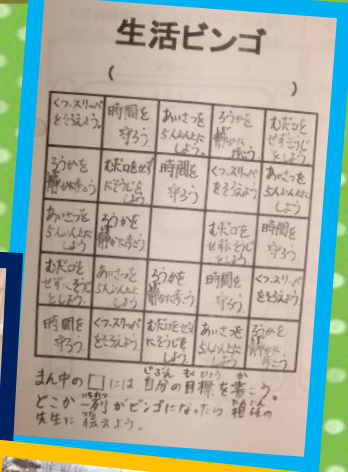 生活ビンゴ
（　　　　　　）
くつ、スリッパをそろえよう。 時間を守ろう あいさつを5人以上にしよう。 ろうかを静かに歩こう むだ口をせずそうじをしよう
ろうかを静かに歩こう むだ口をせずにそうじをしよう 時間を守ろう くつ、スリッパをそろえよう あいさつを5人以上にしよう
あいさつを5人以上にしよう ろうかを静かに歩こう むだ口をせずにそうじをしよう 時間を守ろう
むだ口をせずにそうじをしよう。 あいさつを5人以上にしよう ろうかを静かに歩こう 時間を守ろう くつ、スリッパをそろえよう
時間を守ろう。 くつ、スリッパをそろえよう むだ口をせずにそうじをしよう あいさつを5人以上にしよう ろうかを静かに歩こう
まん中の□には自分の目標を書こう。
どこか一列がビンゴになったら、担任の
先生に伝えよう。